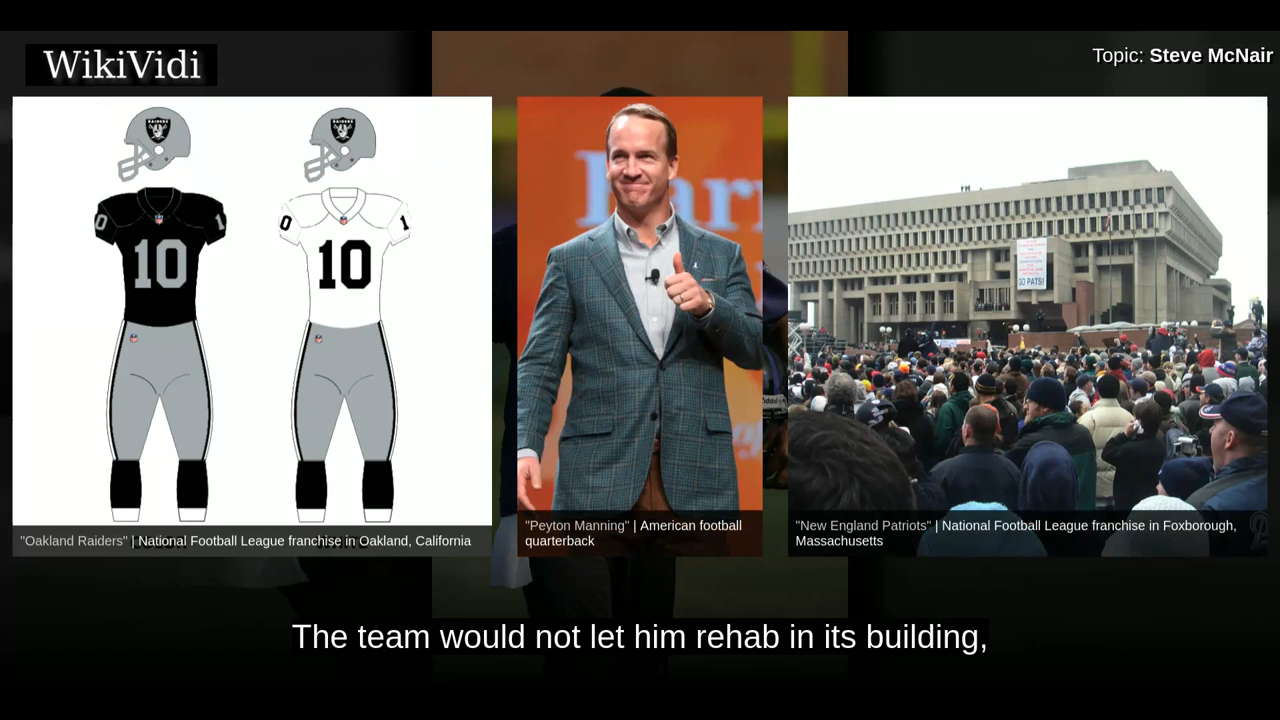 WikiVidi
Topic: Steve McNair
RAIDERS
RAIDERS
0
1
0
1
10
10
GO PATS!
"Oakland Raiders" | National Football League franchise in Oakland, California
"Peyton Manning" | American football
quarterback
"New England Patriots" | National Football League franchise in Foxborough,
Massachusetts
The team would not let him rehab in its building,